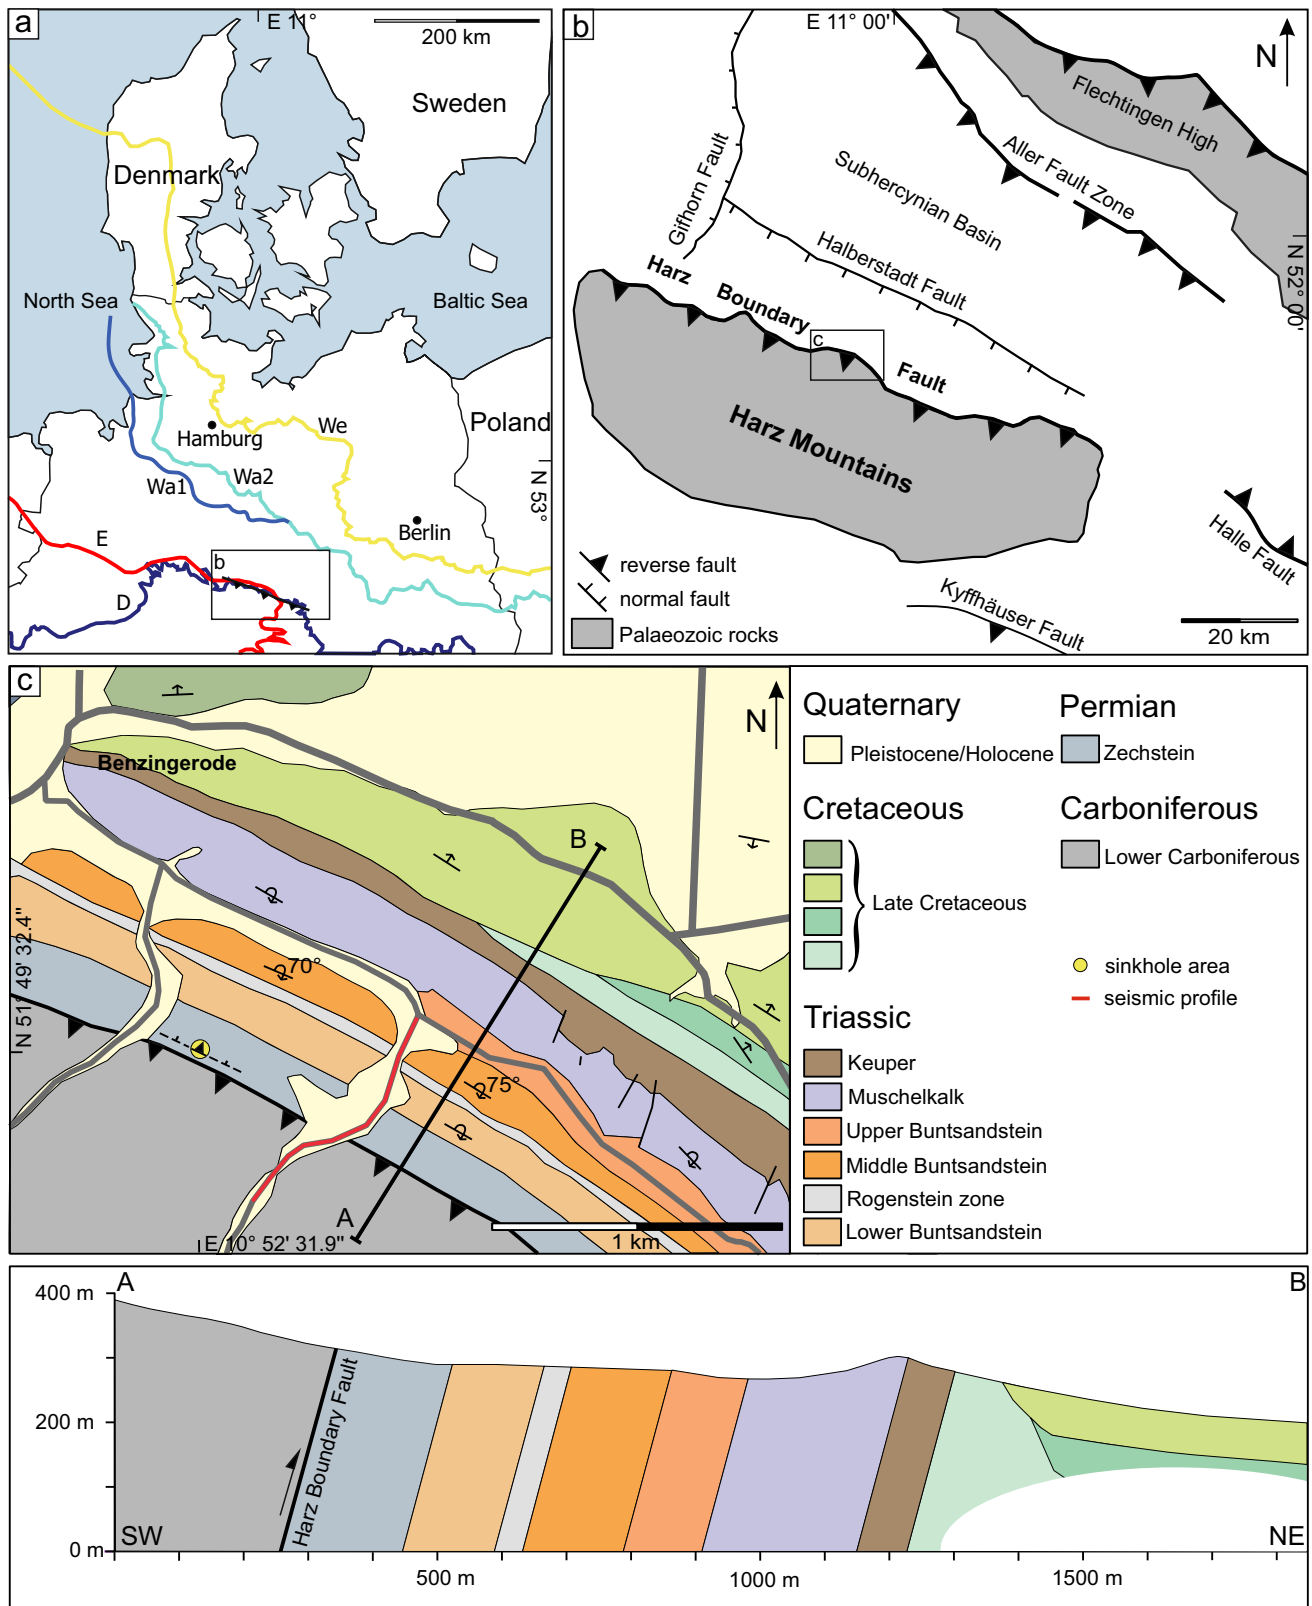 a
E 11°
200 km
Sweden
Denmark
North Sea
Baltic Sea
Poland
Hamburg
We
Wa1
Wa2
N 53°
Berlin
E
D
b
b
E 11° 00'
N
Flechtingen High
Aller Fault Zone
Subhercynian Basin
Gifhorn Fault
Halberstadt Fault
N 52° 00'
Harz Boundary Fault
c
Harz Mountains
Halle Fault
Kyffhäuser Fault
reverse fault
normal fault
Palaeozoic rocks
20 km
c
N
Benzingerode
B
70°
75°
A
N 51° 49' 32.4"
E 10° 52' 31.9"
1 km
Quaternary
Pleistocene/Holocene
Cretaceous
Late Cretaceous
Triassic
Keuper
Muschelkalk
Upper Buntsandstein
Middle Buntsandstein
Rogenstein zone
Lower Buntsandstein
Permian
Zechstein
Carboniferous
Lower Carboniferous
sinkhole area
seismic profile
A
B
400 m
200 m
0 m
Harz Boundary Fault
SW
NE
500 m
1000 m
1500 m